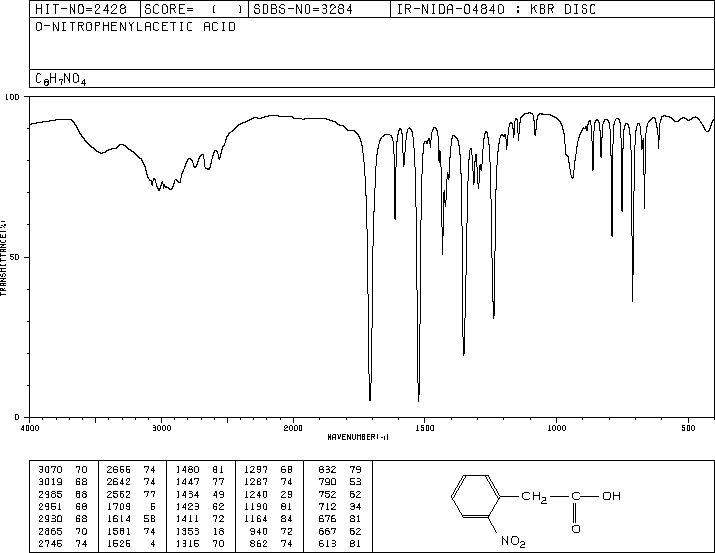 HIT-NO=2428 SCORE= ( ) SDBS-NO=3284 IR-NIDA-04840 : KBR DISC
O-NITROPHENYLACETIC ACID
C8H7NO4
100
50
0
TRANSMITTANCE(%)
4000 3000 2000 1500 1000 500
WAVENUMBER(-1)
3070 70 2666 74 1480 81 1297 68 832 79
3019 68 2642 74 1447 77 1287 74 790 53
2985 68 2562 77 1434 49 1240 29 752 62
2951 68 1709 5 1423 62 1190 81 712 34
2930 68 1614 58 1411 72 1164 84 676 81
2865 70 1581 74 1353 18 940 72 667 62
2746 74 1526 4 1316 70 862 74 613 81
CH2 C OH
O
NO2